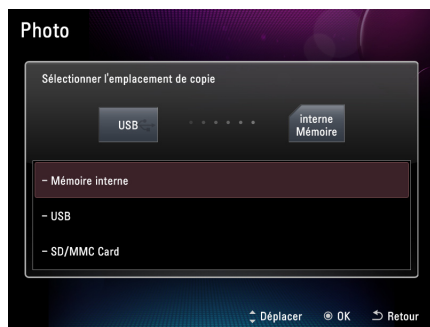 Photo
Sélectionner l'emplacement de copie
USB
interne
Mémoire
– Mémoire interne
– USB
– SD/MMC Card
Déplacer OK Retour